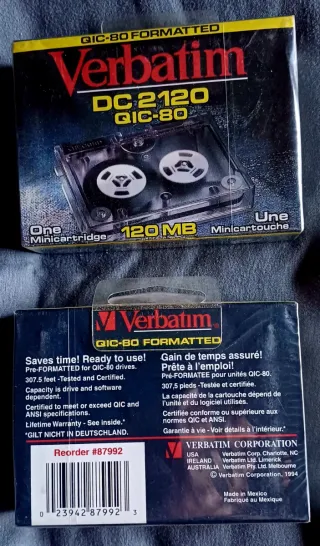 QIC-80 FORMATTED
Verbatim
DC 2120
QIC-80
One
Minicartridge
120 MB
Une
Minicartouche
Verbatim
QIC-80 FORMATTED
Saves time! Ready to use!
Pre-FORMATTED for QIC-80 drives.
307.5 feet -Tested and Certified.
Capacity is drive and software
dependent.
Certified to meet or exceed QIC and
ANSI specifications.
Lifetime Warranty - See inside.*
*GILT NICHT IN DEUTSCHLAND.
Gain de temps assuré!
Prête à l'emploi!
Pre-FORMATEE pour unités QIC-80.
307,5 pieds -Testée et certifiée.
La capacité de la cartouche dépend de
l'unité et du logiciel utilisés.
Certifiée conforme ou supérieure aux
normes QIC et ANSI.
Garantie à vie - Voir détails à l'intérieur.*
Reorder #87992
0 23942 87992 3
VERBATIM CORPORATION
USA Verbatim Corp. Charlotte, NC
IRELAND Verbatim Ltd. Limerick
AUSTRALIA Verbatim Pty. Ltd. Melbourne
© Verbatim Corporation, 1994
Made in Mexico
Fabriqué au Mexique